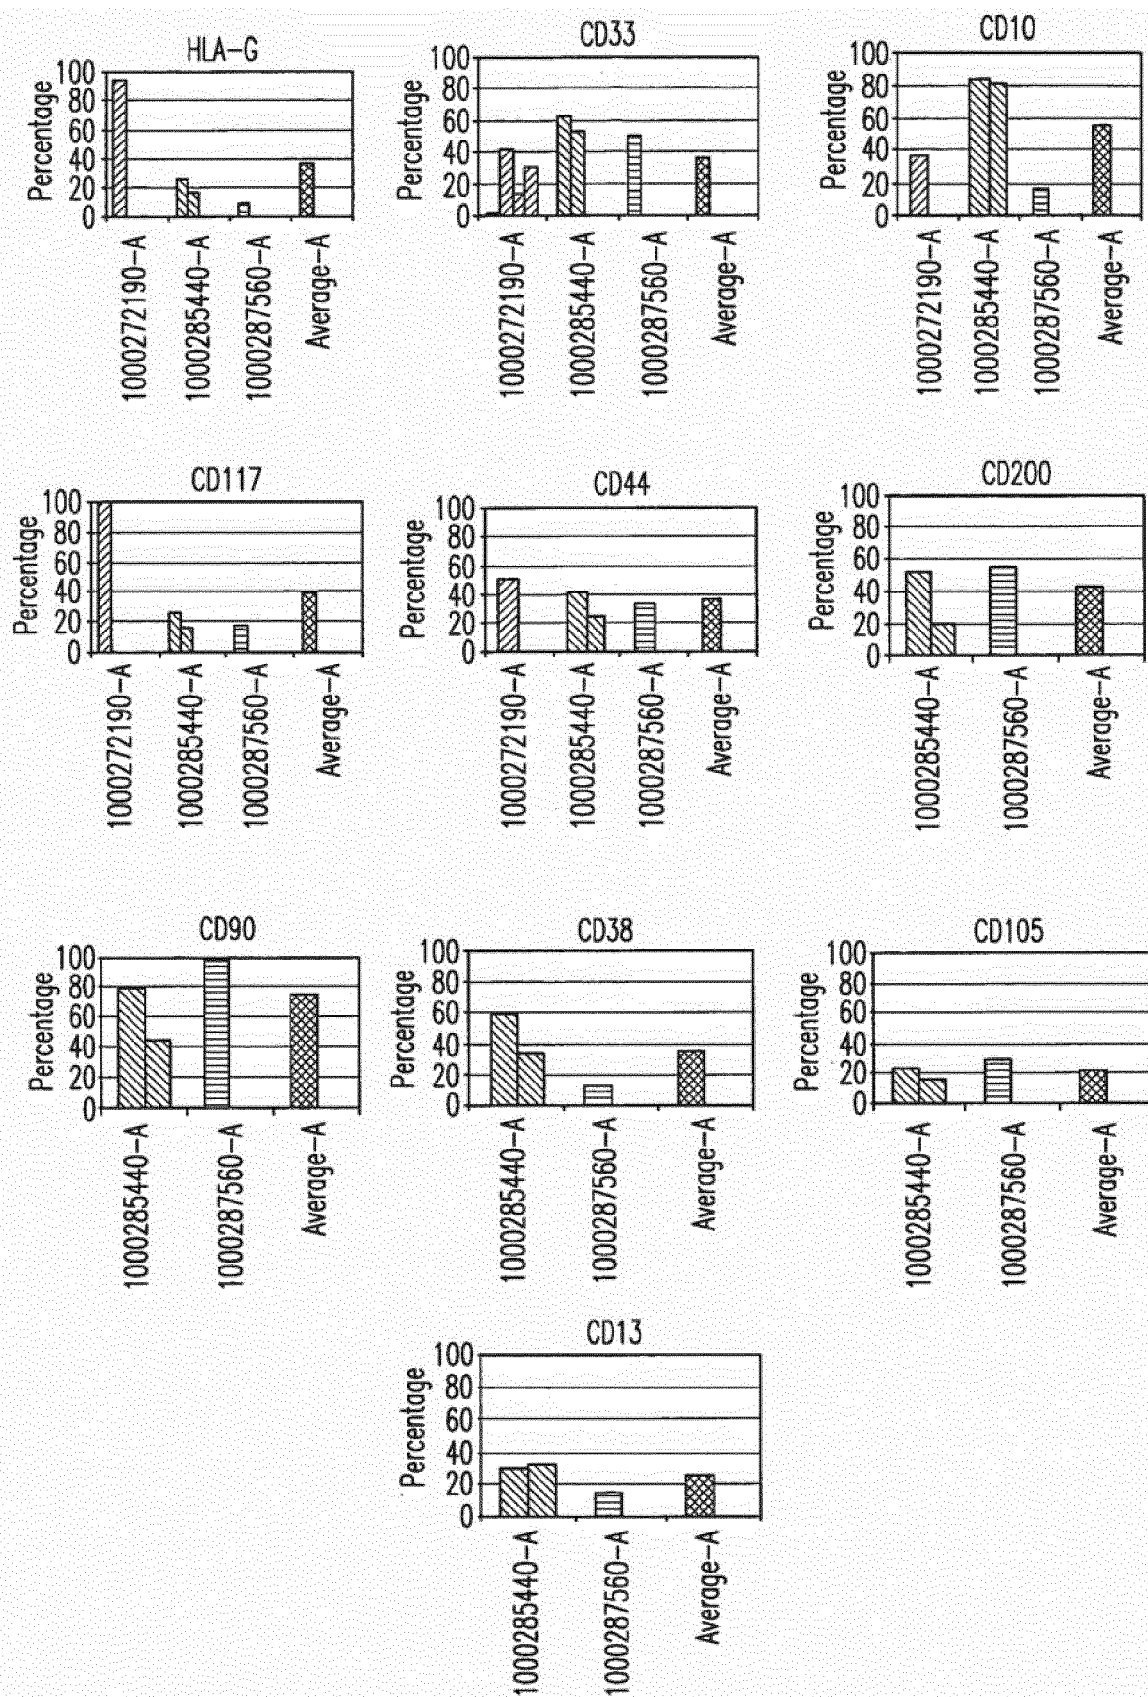 HLA-G
Percentage
100
80
60
40
20
0
1000272190-A
1000285440-A
1000287560-A
Average-A
CD33
Percentage
100
80
60
40
20
0
1000272190-A
1000285440-A
1000287560-A
Average-A
CD10
Percentage
100
80
60
40
20
0
1000272190-A
1000285440-A
1000287560-A
Average-A
CD117
Percentage
100
80
60
40
20
0
1000272190-A
1000285440-A
1000287560-A
Average-A
CD44
Percentage
100
80
60
40
20
0
1000272190-A
1000285440-A
1000287560-A
Average-A
CD200
Percentage
100
80
60
40
20
0
1000285440-A
1000287560-A
Average-A
CD90
Percentage
100
80
60
40
20
0
1000285440-A
1000287560-A
Average-A
CD38
Percentage
100
80
60
40
20
0
1000285440-A
1000287560-A
Average-A
CD105
Percentage
100
80
60
40
20
0
1000285440-A
1000287560-A
Average-A
CD13
Percentage
100
80
60
40
20
0
1000285440-A
1000287560-A
Average-A